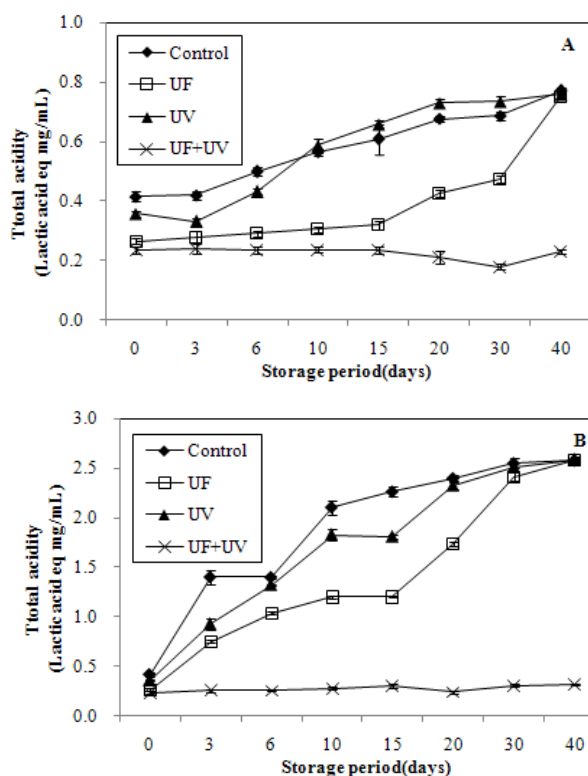 A
Control
UF
UV
UF+UV
Ttotal acidity
(Lactic acid eq mg/mL)
1.0
0.8
0.6
0.4
0.2
0.0
0 3 6 10 15 20 30 40
Storage period(days)
B
Control
UF
UV
UF+UV
Ttotal acidity
(Lactic acid eq mg/mL)
3.0
2.5
2.0
1.5
1.0
0.5
0.0
0 3 6 10 15 20 30 40
Storage period(days)